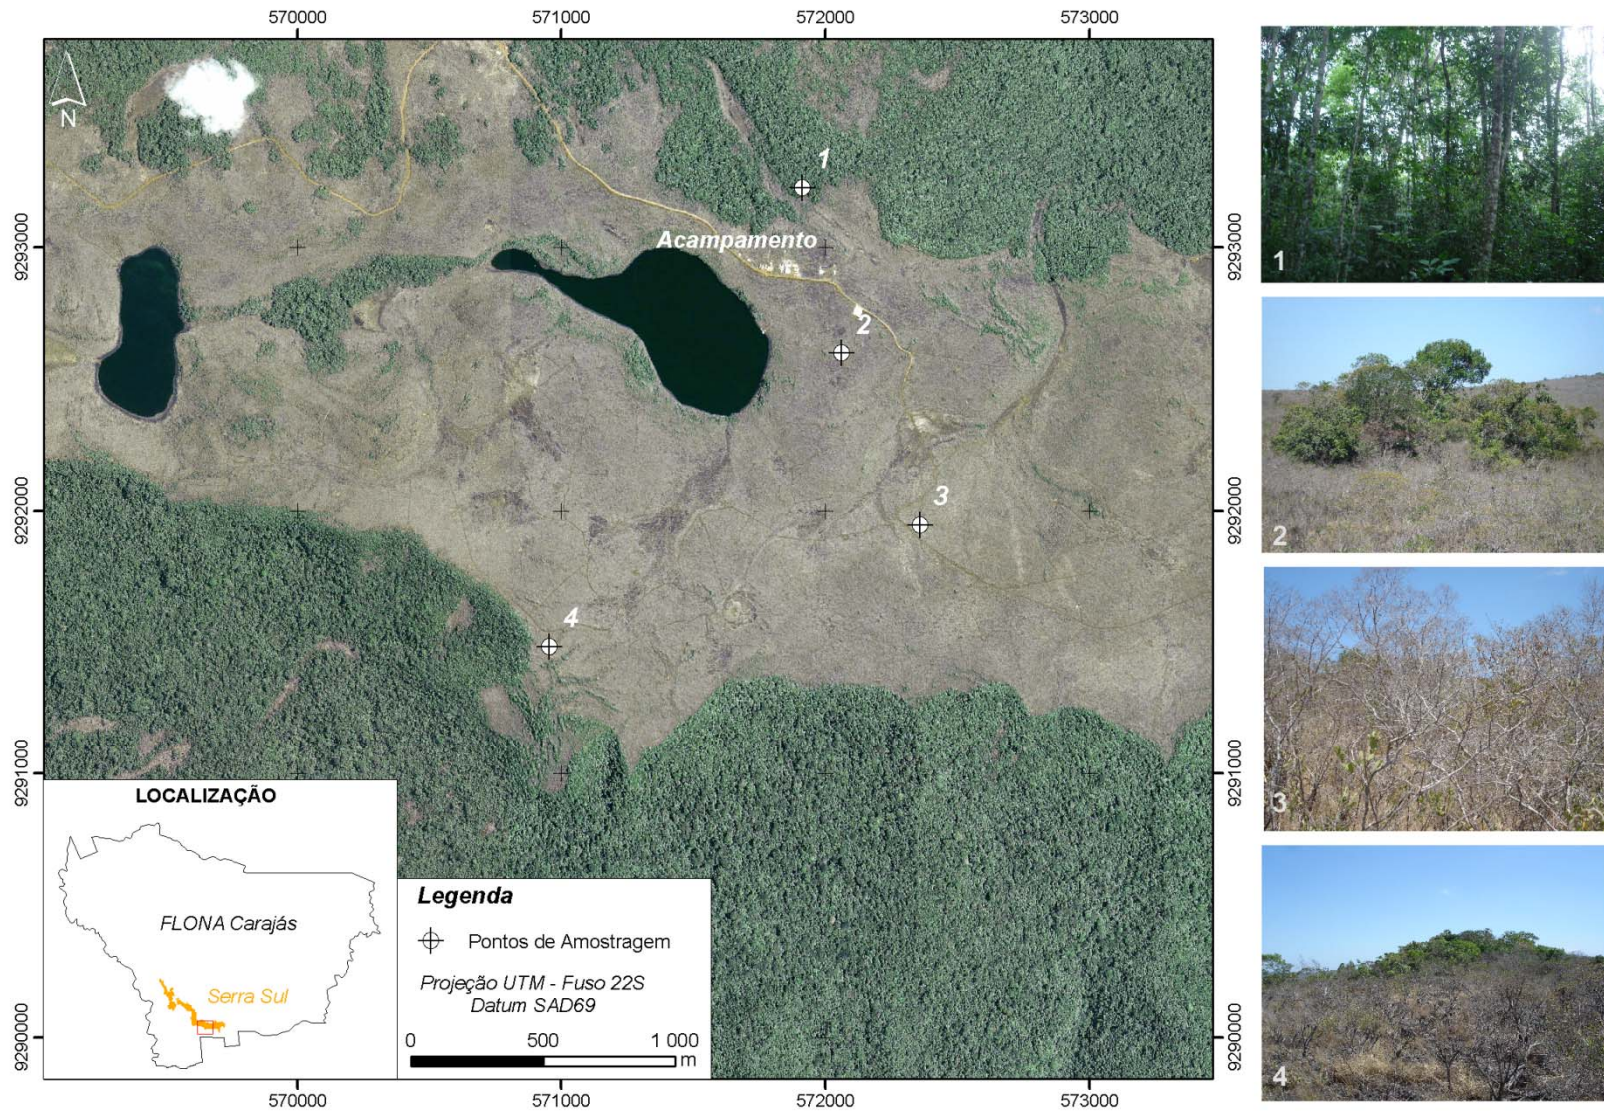 570000
571000
572000
573000
N
1
9293000
9293000
Acampamento
2
1
2
3
9292000
9292000
4
3
9291000
9291000
LOCALIZAÇÃO
FLONA Carajás
Serra Sul
Legenda
Pontos de Amostragem
Projeção UTM - Fuso 22S
Datum SAD69
0 500 1 000
m
9290000
9290000
4
570000
571000
572000
573000